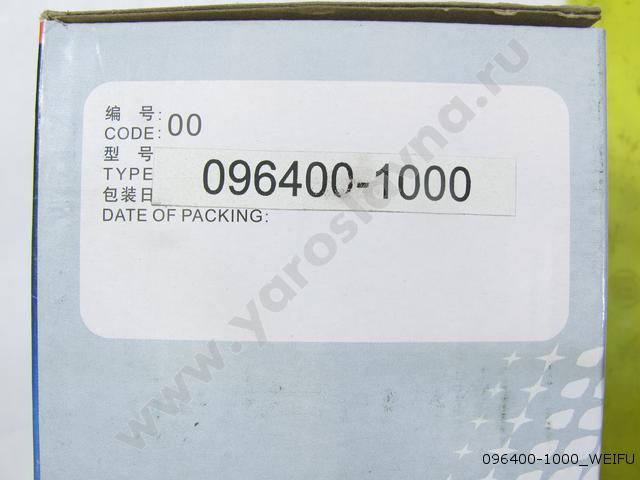 编 号:
CODE: 00
型 号
TYPE
096400-1000
包装日
DATE OF PACKING:
www.yaroslavna.ru
096400-1000_WEIFU